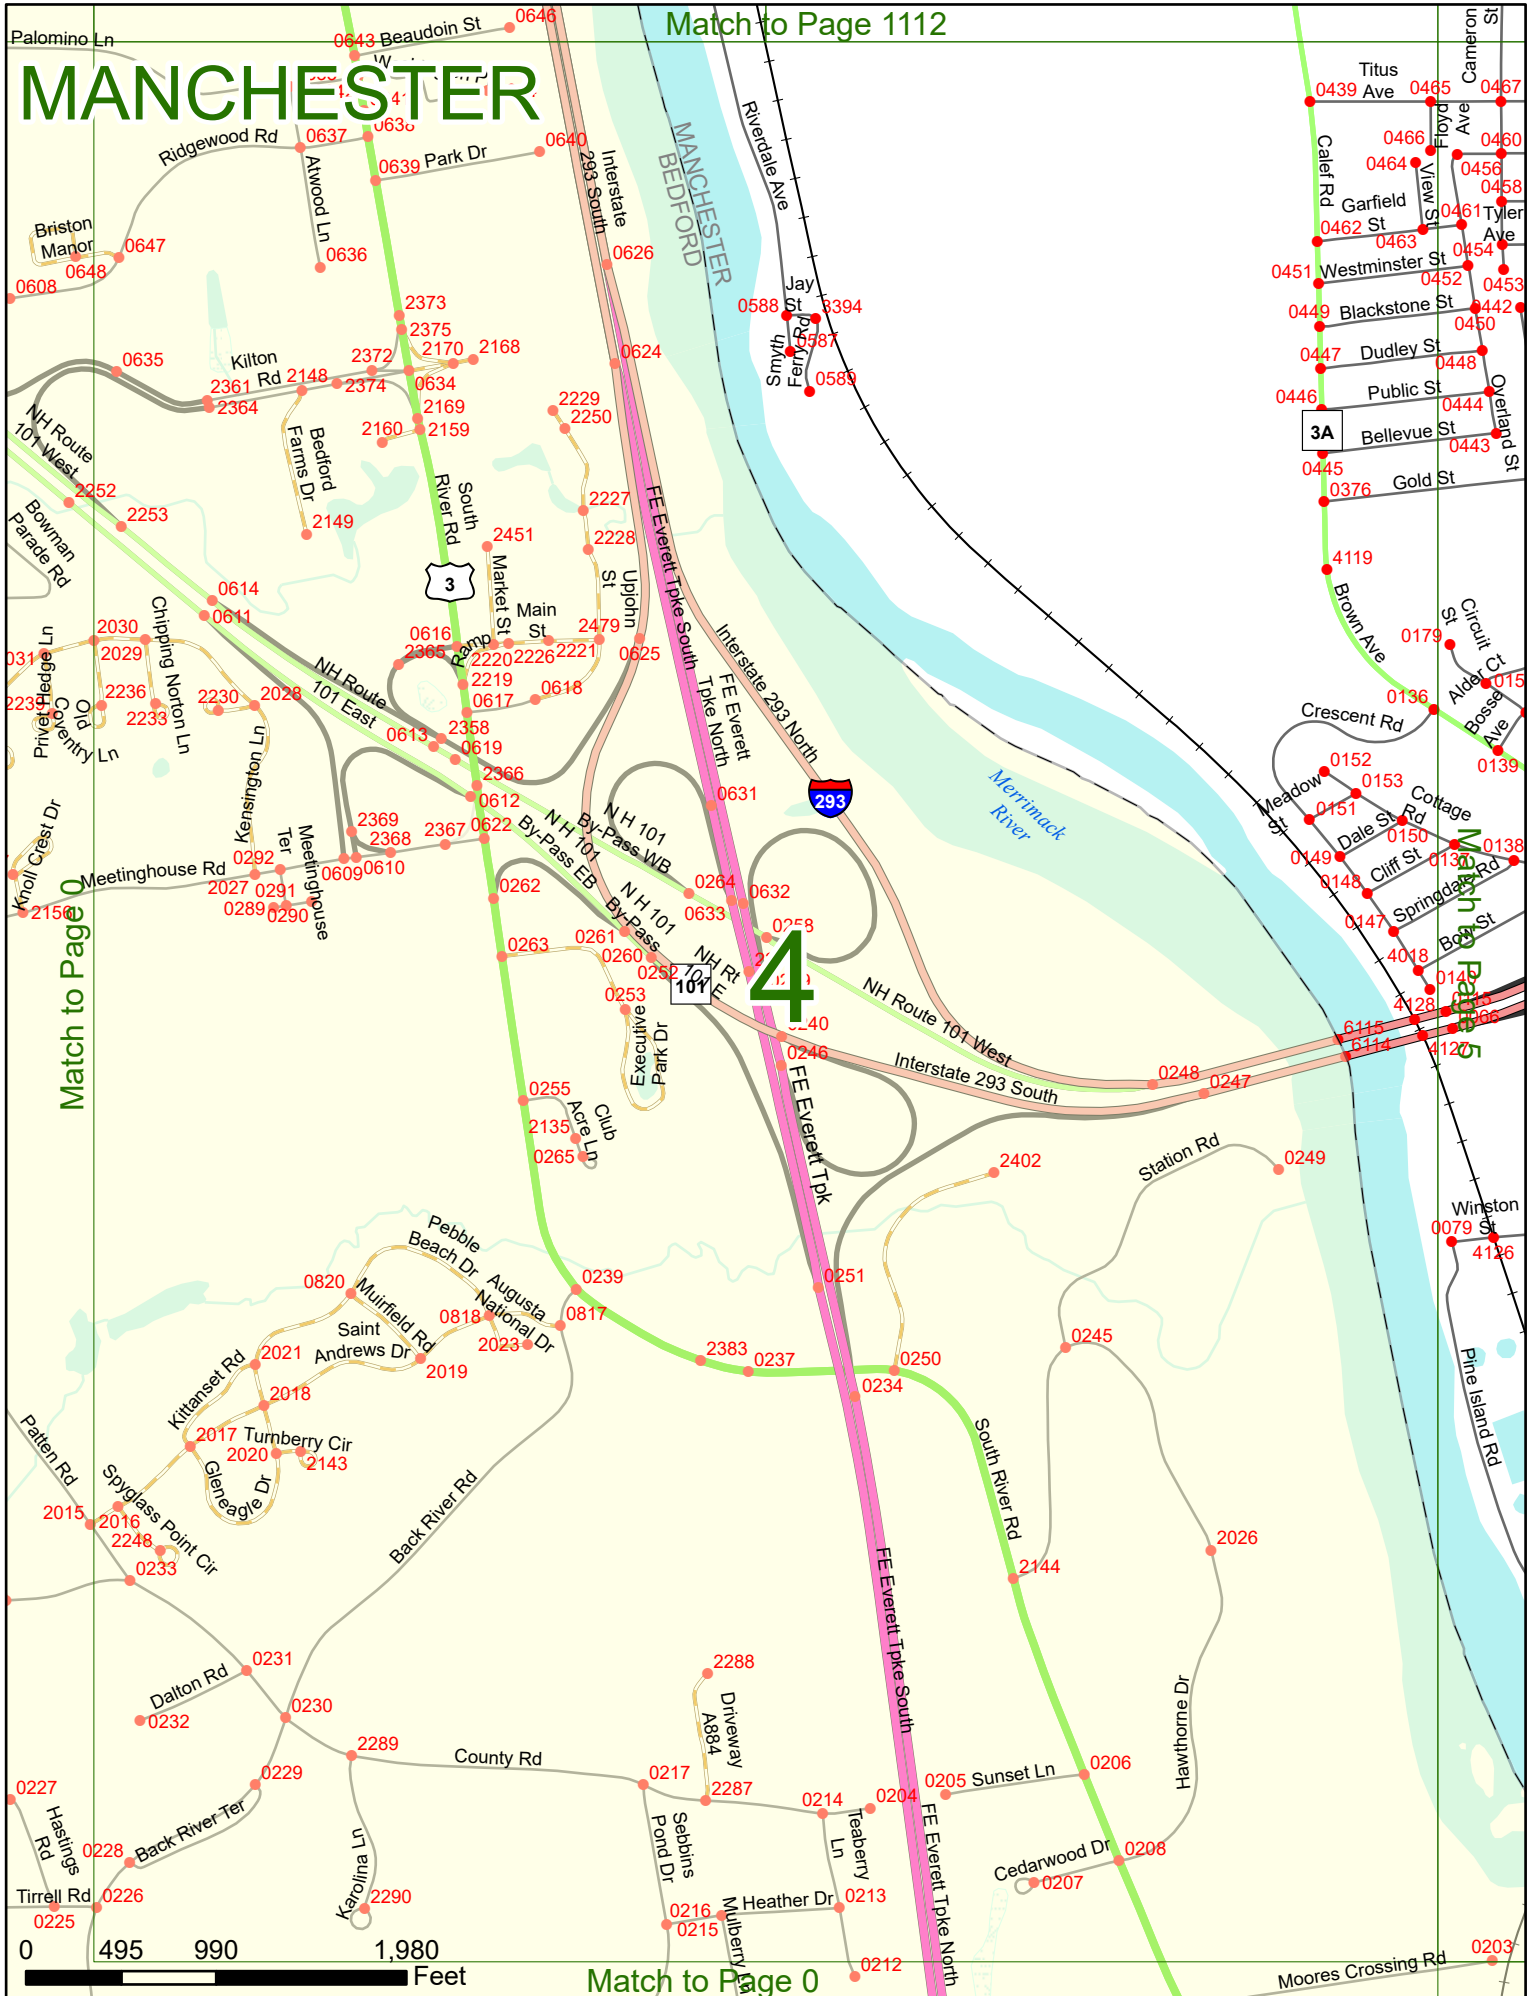 Match to Page 1112
MANCHESTER
Palomino Ln
0643
Beaudoin St
0646
0638
Ridgewood Rd
0637
0639
Park Dr
0640
Atwood Ln
0636
Briston
Manor
0647
0648
0608
Interstate
293 South
0626
MANCHESTER
BEDFORD
Riverdale Ave
Jay
St
0588
3394
0587
Smyth
Ferry Rd
0589
Titus
Ave
0439
0465
Floyd
Ave
Cameron
St
0467
0466
0464
0460
0456
0458
View St
Calef Rd
Garfield
St
0462
0463
0461
Tyler
Ave
0454
0451
Westminster St
0452
0453
0449
Blackstone St
0442
0450
0447
Dudley St
0448
0446
Public St
0444
3A
Bellevue St
0443
0445
Overland St
0376
Gold St
4119
Brown Ave
0179
Circuit
St
Alder Ct
015
0136
Bosse
Ave
0139
Crescent Rd
0152
0153
Meadow
St
0151
Cottage
Rd
Dale St
0150
0149
Cliff St
0137
0138
0148
Springdale Rd
0147
Bow St
4018
0140
4128
0066
4127
6115
6114
Match to Page 5
2373
2375
0635
Kilton
Rd
2372
2170
2168
2361
2364
2148
2374
0634
0624
2169
2160
2159
2229
2250
Bedford
Farms Dr
2149
NH Route
101 West
2252
2253
Bowman
Parade Rd
South
River Rd
2227
2228
2451
Market St
3
Upjohn
St
FE Everett Tpke South
0614
0611
2030
2029
Chipping Norton Ln
031
Privet Hedge Ln
2239
Old
Coventry Ln
2236
2233
2230
2028
NH Route
101 East
0616
2365
Ramp
2220
2226
Main
St
2221
2479
0625
2219
0617
0618
0613
2358
0619
2366
0612
FE Everett
Tpke North
Interstate 293 North
0631
293
Merrimack
River
Kensington Ln
Knoll Crest Dr
2156
Meetinghouse Rd
0292
2027
0291
0289
0290
Meetinghouse
Ter
2369
2368
2367
0622
0609
0610
N H 101
By-Pass WB
N H 101
By-Pass EB
0262
0264
0632
0633
0258
0263
0261
N H 101
By-Pass
0260
0252
101
NH Rt
101 E
4
0240
0246
0253
Executive
Park Dr
NH Route 101 West
Interstate 293 South
0248
0247
Match to Page 0
0255
2135
Club
Acre Ln
0265
FE Everett Tpk
2402
Station Rd
0249
Winston
St
0079
4126
Pine Island Rd
Pebble
Beach Dr
0820
Muirfield Rd
Augusta
National Dr
0239
0818
0817
2023
Saint
Andrews Dr
2019
2021
Kittanset Rd
2018
2017
Turnberry Cir
2020
2143
Gleneagle Dr
0251
0245
2383
0237
0250
0234
Patten Rd
Spyglass Point Cir
2015
2016
2248
0233
Back River Rd
South River Rd
2144
2026
FE Everett Tpke South
0231
Dalton Rd
0232
0230
2289
County Rd
2288
Driveway
A884
2287
0217
0214
0204
0205
Sunset Ln
0206
Hawthorne Dr
0227
Hastings
Rd
0229
Back River Ter
0228
Tirrell Rd
0225
0226
Karolina Ln
2290
Sebbins
Pond Dr
Teaberry
Ln
0216
0215
Heather Dr
0213
Mulberry Ln
0212
FE Everett Tpke North
Cedarwood Dr
0207
0208
Moores Crossing Rd
0203
0 495 990 1,980
Feet
Match to Page 0